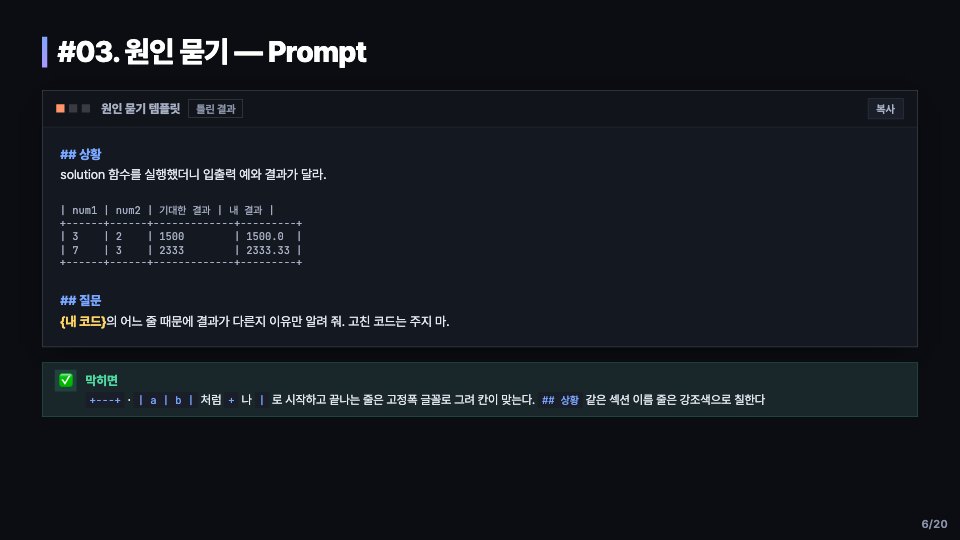 #03. 원인 묻기 — Prompt
원인 묻기 템플릿 틀린 결과 복사
## 상황
solution 함수를 실행했더니 입출력 예와 결과가 달라.
| num1 | num2 | 기대한 결과 | 내 결과 |
+------+------+-------------+---------+
| 3    | 2    | 1500        | 1500.0  |
| 7    | 3    | 2333        | 2333.33 |
+------+------+-------------+---------+
## 질문
{내 코드}의 어느 줄 때문에 결과가 다른지 이유만 알려 줘. 고친 코드는 주지 마.
✅ 막히면
+---+ · | a | b | 처럼 + 나 | 로 시작하고 끝나는 줄은 고정폭 글꼴로 그려 칸이 맞는다. ## 상황 같은 섹션 이름 줄은 강조색으로 칠한다
6/20